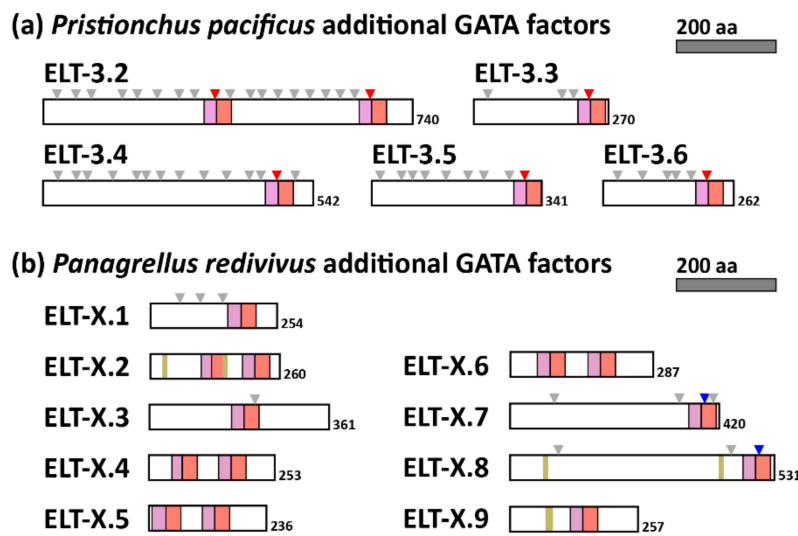 (a) Pristionchus pacificus additional GATA factors
200 aa
ELT-3.2
740
ELT-3.3
270
ELT-3.4
542
ELT-3.5
341
ELT-3.6
262
(b) Panagrellus redivivus additional GATA factors
200 aa
ELT-X.1
254
ELT-X.2
260
ELT-X.3
361
ELT-X.4
253
ELT-X.5
236
ELT-X.6
287
ELT-X.7
420
ELT-X.8
531
ELT-X.9
257